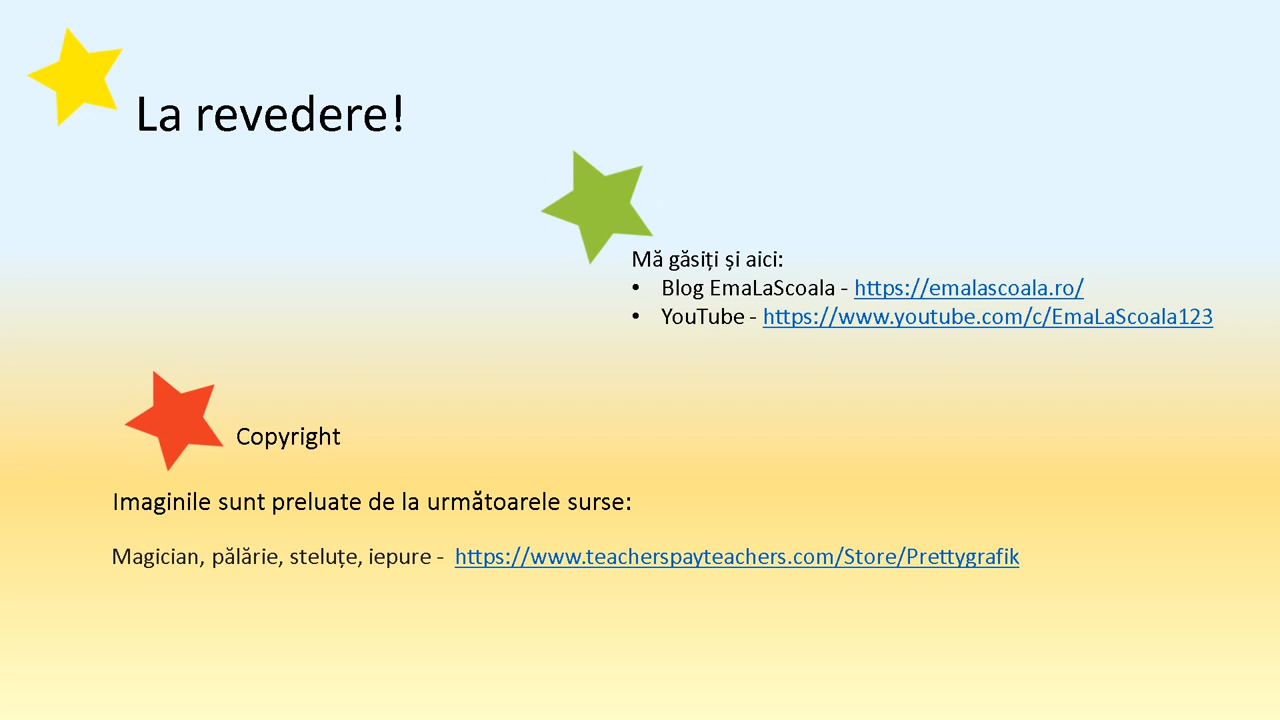 La revedere!
Mă găsiți și aici:
• Blog EmaLaScoala - https://emalascoala.ro/
• YouTube - https://www.youtube.com/c/EmaLaScoala123
Copyright
Imaginile sunt preluate de la următoarele surse:
Magician, pălărie, steluțe, iepure - https://www.teacherspayteachers.com/Store/Prettygrafik